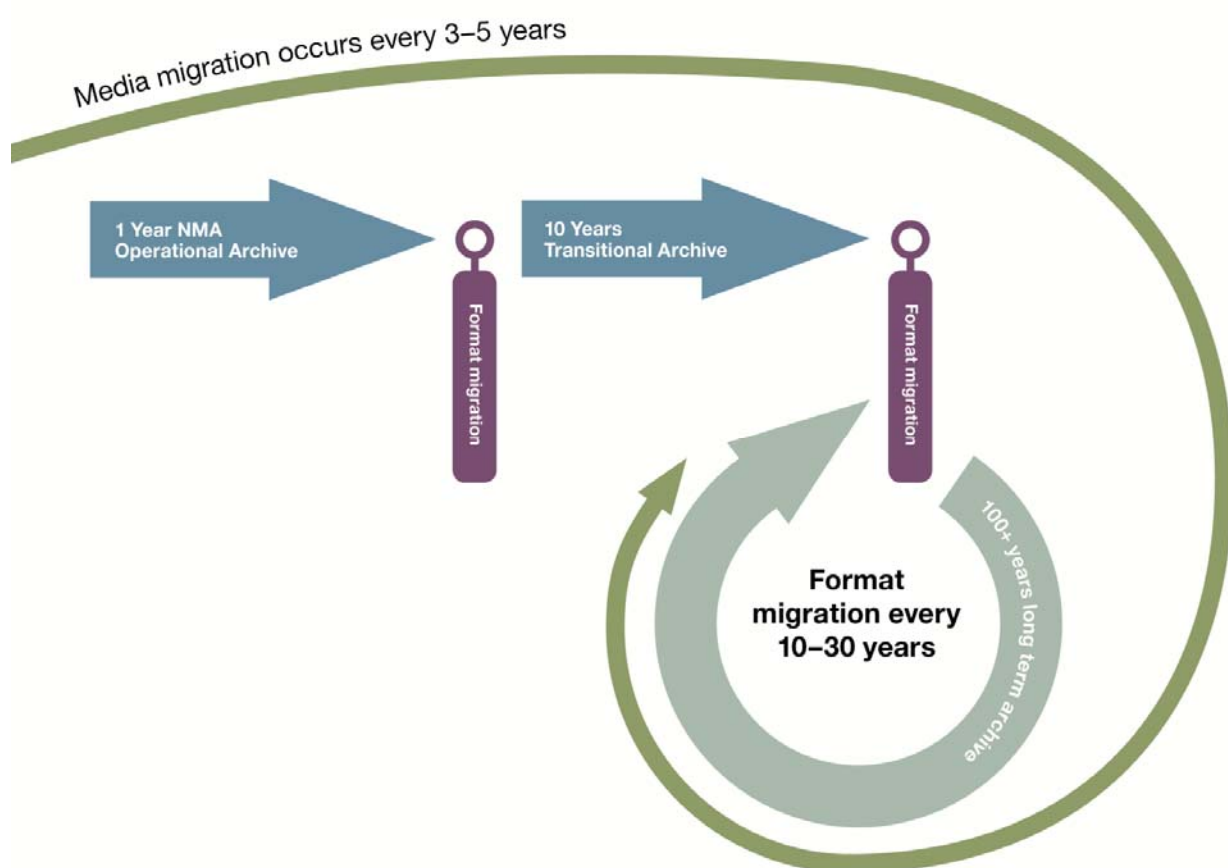 Media migration occurs every 3–5 years
1 Year NMA
Operational Archive
10 Years
Transitional Archive
Format migration
Format migration
Format
migration every
10–30 years
100+ years long term archive